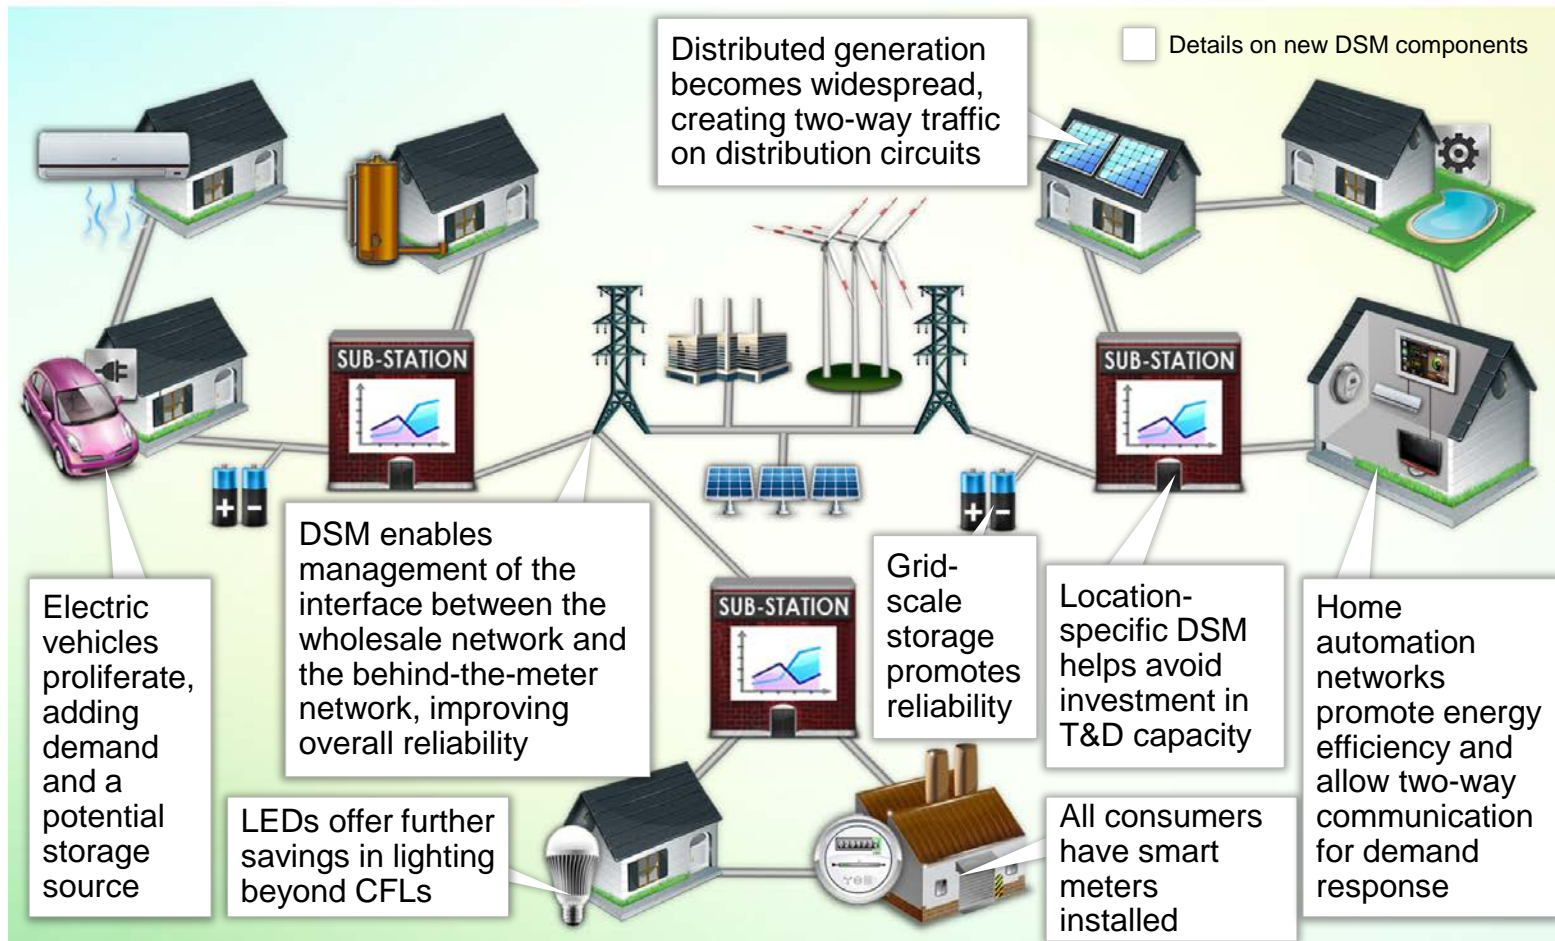 Distributed generation
becomes widespread,
creating two-way traffic
on distribution circuits
Details on new DSM components
SUB-STATION
SUB-STATION
DSM enables
management of the
interface between the
wholesale network and
the behind-the-meter
network, improving
overall reliability
Electric
vehicles
proliferate,
adding
demand
and a
potential
storage
source
SUB-STATION
Grid-
scale
storage
promotes
reliability
Location-
specific DSM
helps avoid
investment in
T&D capacity
Home
automation
networks
promote energy
efficiency and
allow two-way
communication
for demand
response
LEDs offer further
savings in lighting
beyond CFLs
All consumers
have smart
meters
installed